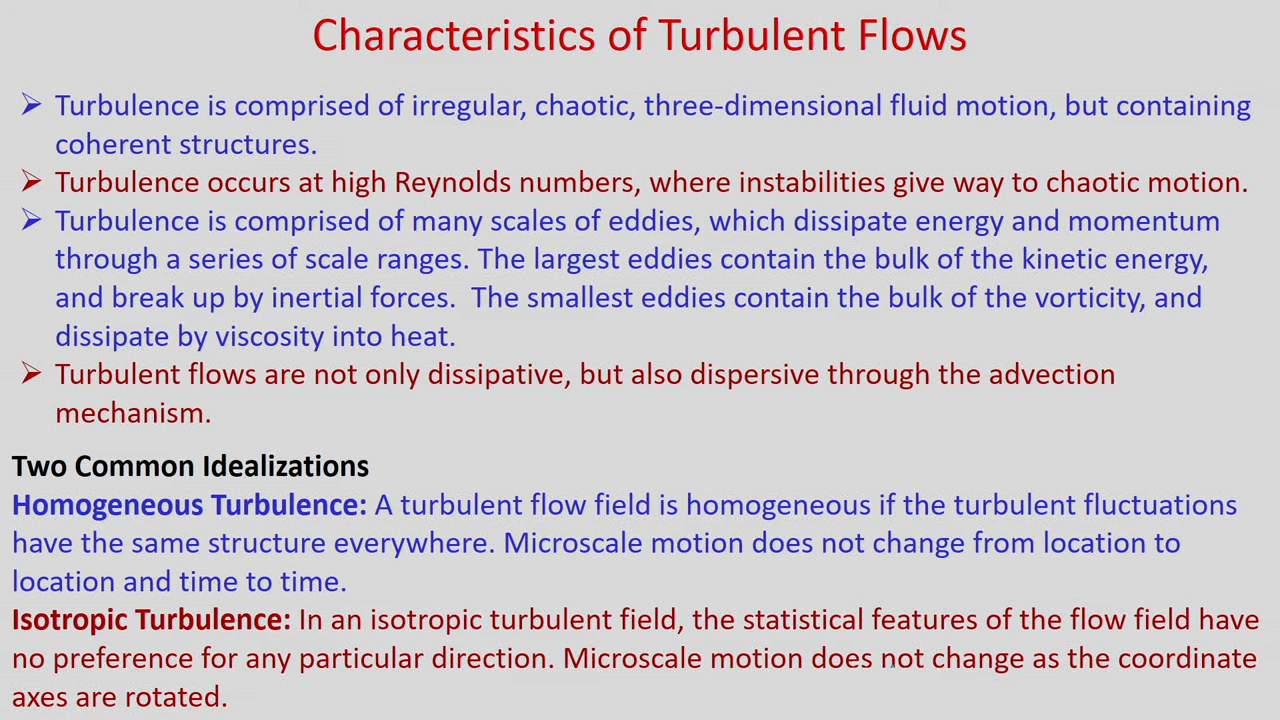 Characteristics of Turbulent Flows
➢ Turbulence is comprised of irregular, chaotic, three-dimensional fluid motion, but containing
coherent structures.
➢ Turbulence occurs at high Reynolds numbers, where instabilities give way to chaotic motion.
➢ Turbulence is comprised of many scales of eddies, which dissipate energy and momentum
through a series of scale ranges. The largest eddies contain the bulk of the kinetic energy,
and break up by inertial forces. The smallest eddies contain the bulk of the vorticity, and
dissipate by viscosity into heat.
➢ Turbulent flows are not only dissipative, but also dispersive through the advection
mechanism.
Two Common Idealizations
Homogeneous Turbulence: A turbulent flow field is homogeneous if the turbulent fluctuations
have the same structure everywhere. Microscale motion does not change from location to
location and time to time.
Isotropic Turbulence: In an isotropic turbulent field, the statistical features of the flow field have
no preference for any particular direction. Microscale motion does not change as the coordinate
axes are rotated.